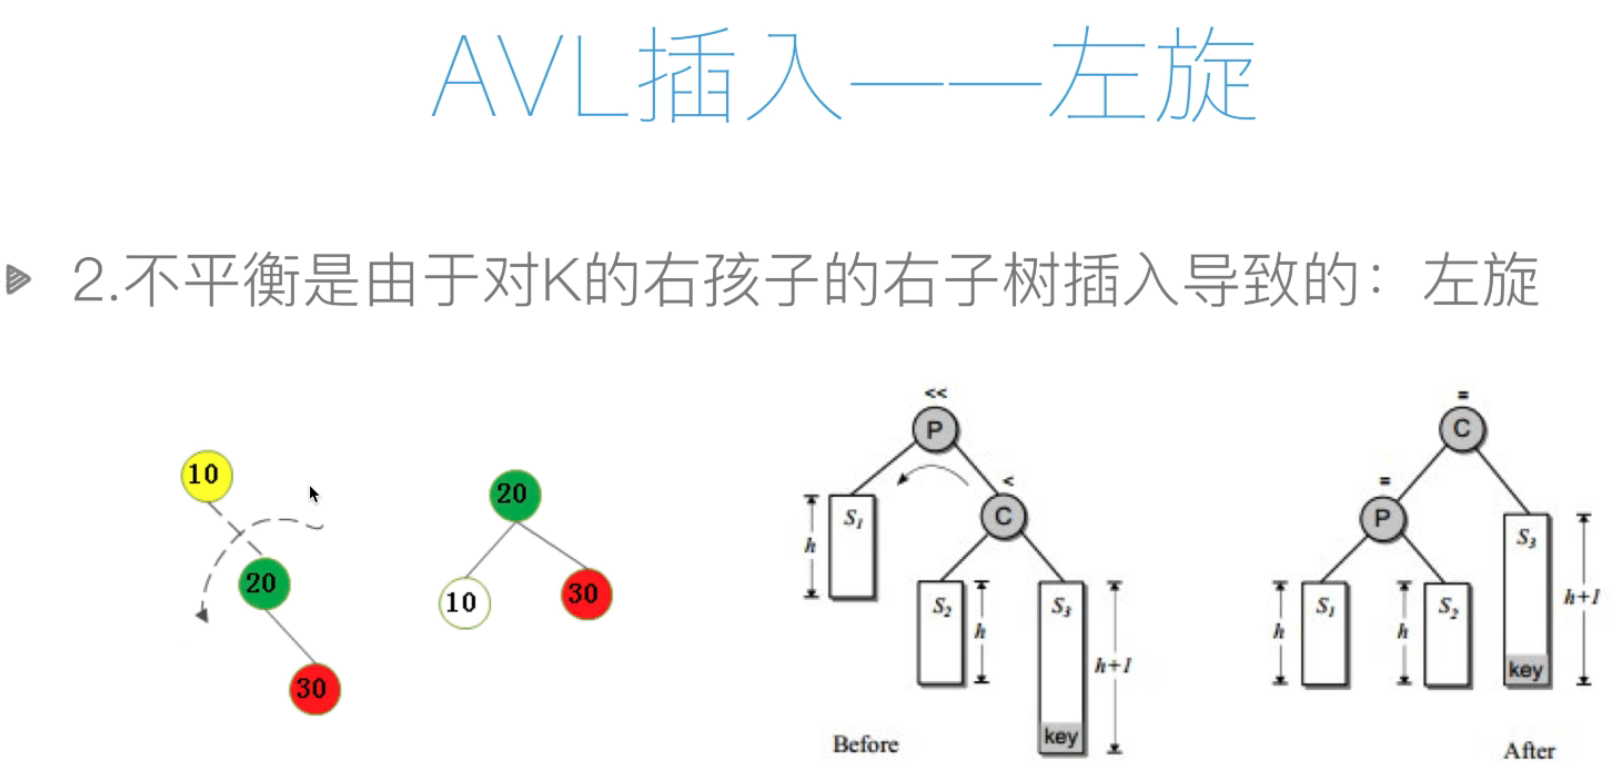 AVL插入——左旋
2.不平衡是由于对K的右孩子的右子树插入导致的：左旋
10
20
30
20
10
30
<<
P
<
C
S1
h
S2
h
S3
h+1
key
Before
=
C
=
P
S3
h+1
S1
h
S2
h
key
After